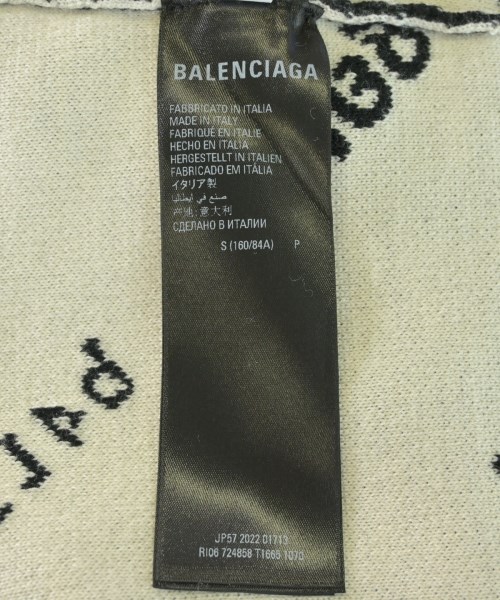 BALENCIAGA
FABBRICATO IN ITALIA
MADE IN ITALY
FABRIQUÉ EN ITALIE
HECHO EN ITALIA
HERGESTELLT IN ITALIEN
FABRICADO EM ITÁLIA
イタリア製
صنع في إيطاليا
产地:意大利
СДЕЛАНО В ИТАЛИИ
S (160/84A) P
JP57 2022 01713
RI06 724858 T1665 1070